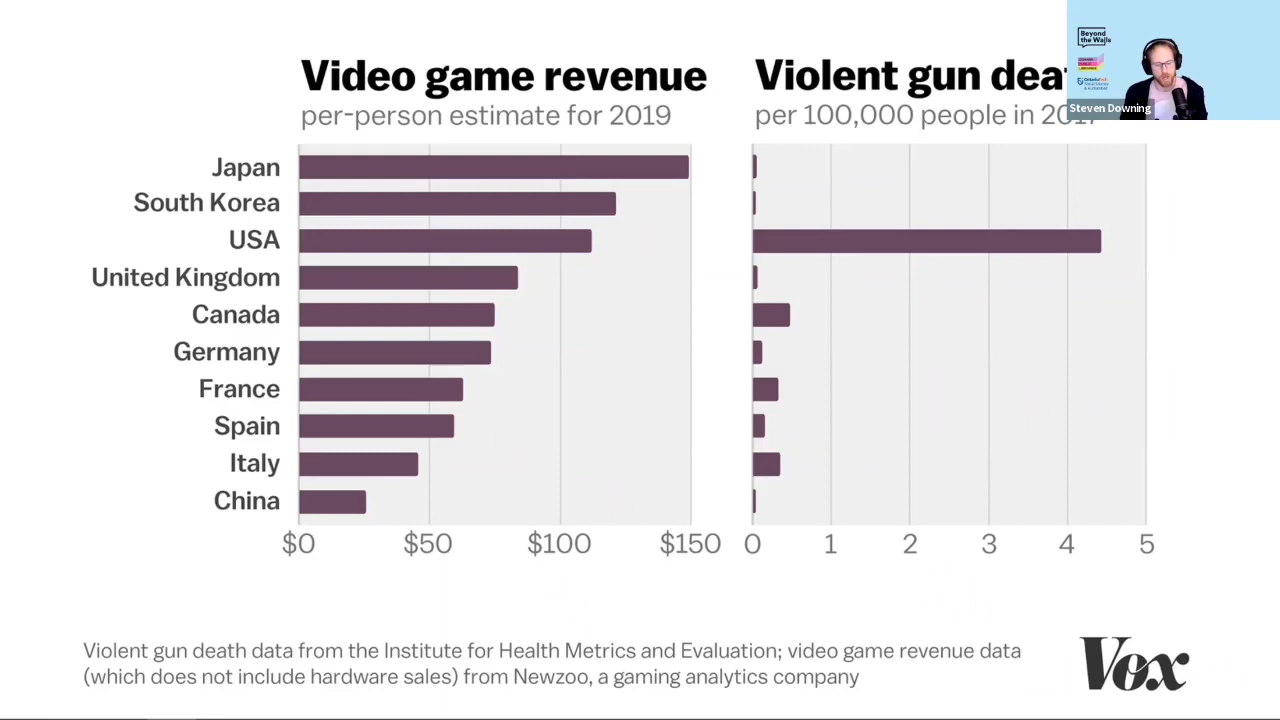 Beyond
the Walls
Steven Downing
Video game revenue
per-person estimate for 2019
Violent gun
per 100,000 people in
Japan
South Korea
USA
United Kingdom
Canada
Germany
France
Spain
Italy
China
$0 $50 $100 $150
0 1 2 3 4 5
Violent gun death data from the Institute for Health Metrics and Evaluation; video game revenue data
(which does not include hardware sales) from Newzoo, a gaming analytics company
Vox